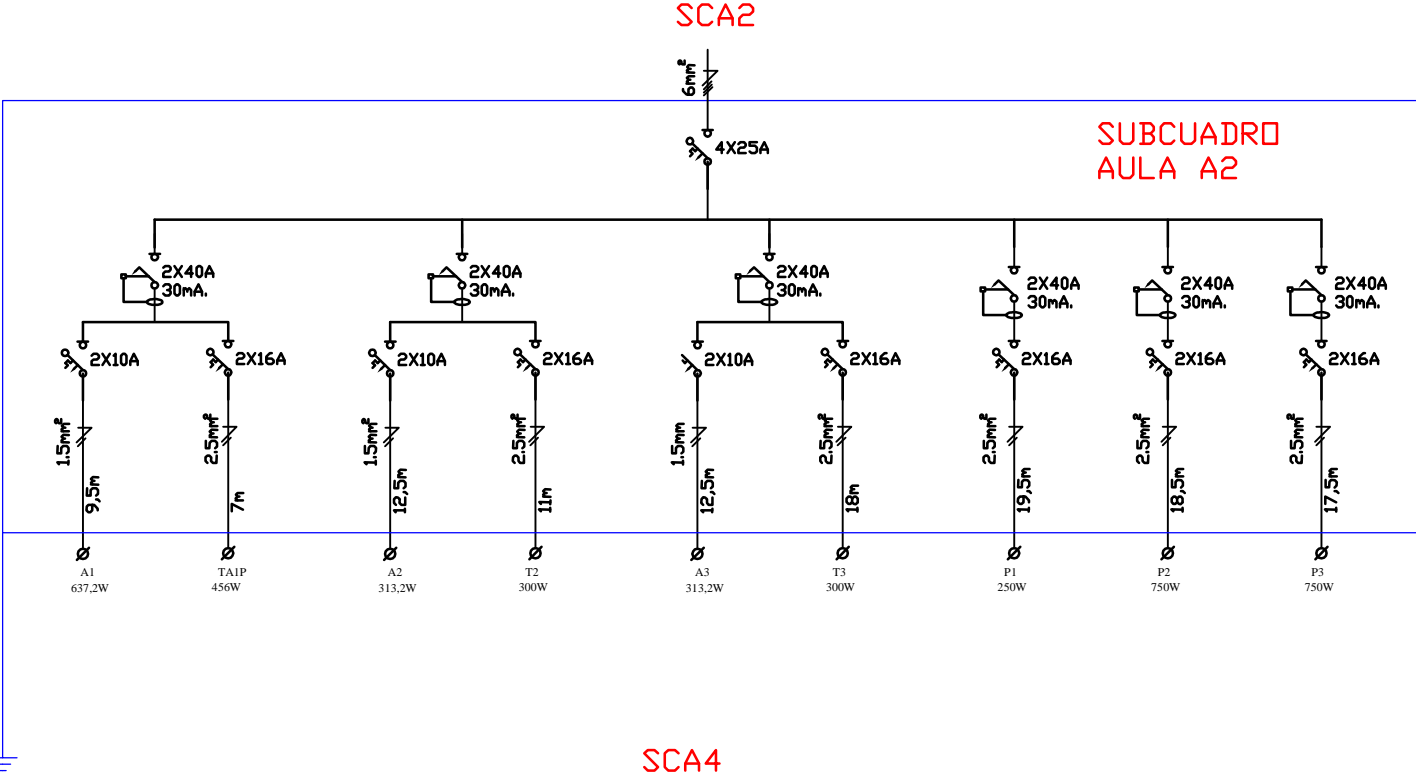 SCA2
6mm²
4X25A
SUBCUADRO
AULA A2
2X40A
30mA.
2X40A
30mA.
2X40A
30mA.
2X40A
30mA.
2X40A
30mA.
2X40A
30mA.
2X10A
2X16A
2X10A
2X16A
2X10A
2X16A
2X16A
2X16A
2X16A
1.5mm²
2.5mm²
1.5mm²
2.5mm²
1.5mm
2.5mm²
2.5mm²
2.5mm²
2.5mm²
9,5m
7m
12,5m
11m
12,5m
18m
19,5m
18,5m
17,5m
A1
637,2W
TA1P
456W
A2
313,2W
T2
300W
A3
313,2W
T3
300W
P1
250W
P2
750W
P3
750W
SCA4